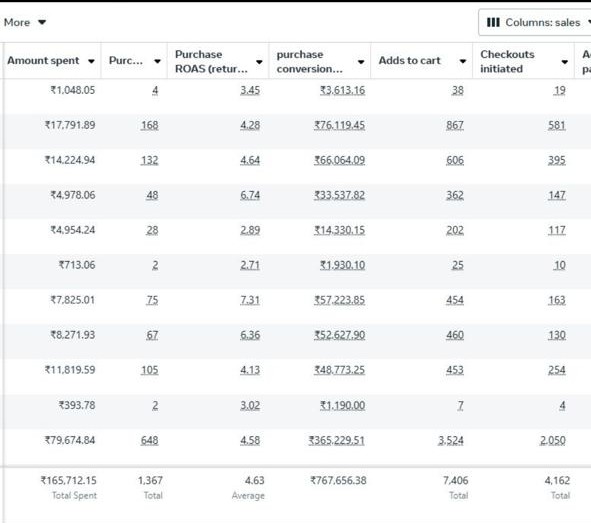 More
Columns: sales
Amount spent Purc... Purchase ROAS (retur... purchase conversion... Adds to cart Checkouts initiated
₹1,048.05 4 3.45 ₹3,613.16 38 19
₹17,791.89 168 4.28 ₹76,119.45 867 581
₹14,224.94 132 4.64 ₹66,064.09 606 395
₹4,978.06 48 6.74 ₹33,537.82 362 147
₹4,954.24 28 2.89 ₹14,330.15 202 117
₹713.06 2 2.71 ₹1,930.10 25 10
₹7,825.01 75 7.31 ₹57,223.85 454 163
₹8,271.93 67 6.36 ₹52,627.90 460 130
₹11,819.59 105 4.13 ₹48,773.25 453 254
₹393.78 2 3.02 ₹1,190.00 7 4
₹79,674.84 648 4.58 ₹365,229.51 3,524 2,050
₹165,712.15 1,367 4.63 ₹767,656.38 7,406 4,162
Total Spent Total Average Total Total